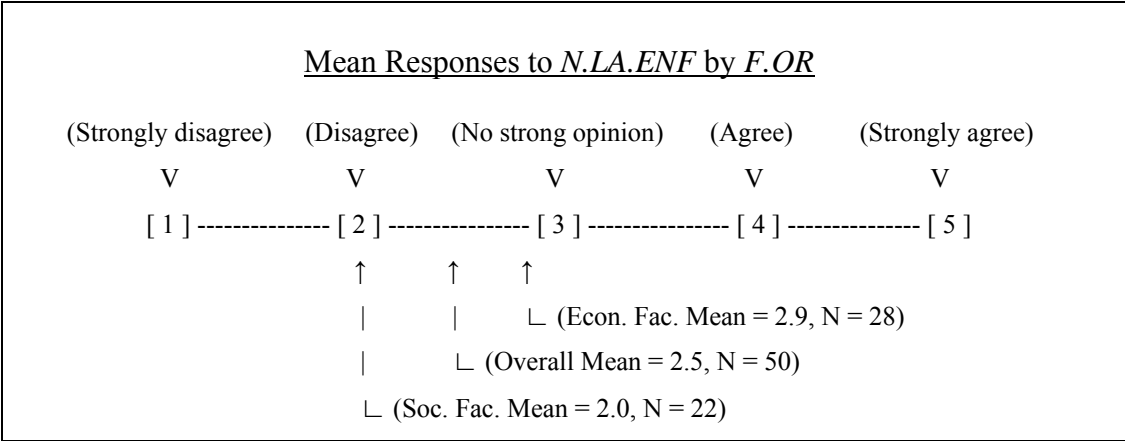 Mean Responses to N.LA.ENF by F.OR
(Strongly disagree) (Disagree) (No strong opinion) (Agree) (Strongly agree)
V V V V V
[ 1 ] --------------- [ 2 ] ---------------- [ 3 ] ---------------- [ 4 ] --------------- [ 5 ]
↑ ↑ ↑
| | ∟ (Econ. Fac. Mean = 2.9, N = 28)
| ∟ (Overall Mean = 2.5, N = 50)
∟ (Soc. Fac. Mean = 2.0, N = 22)